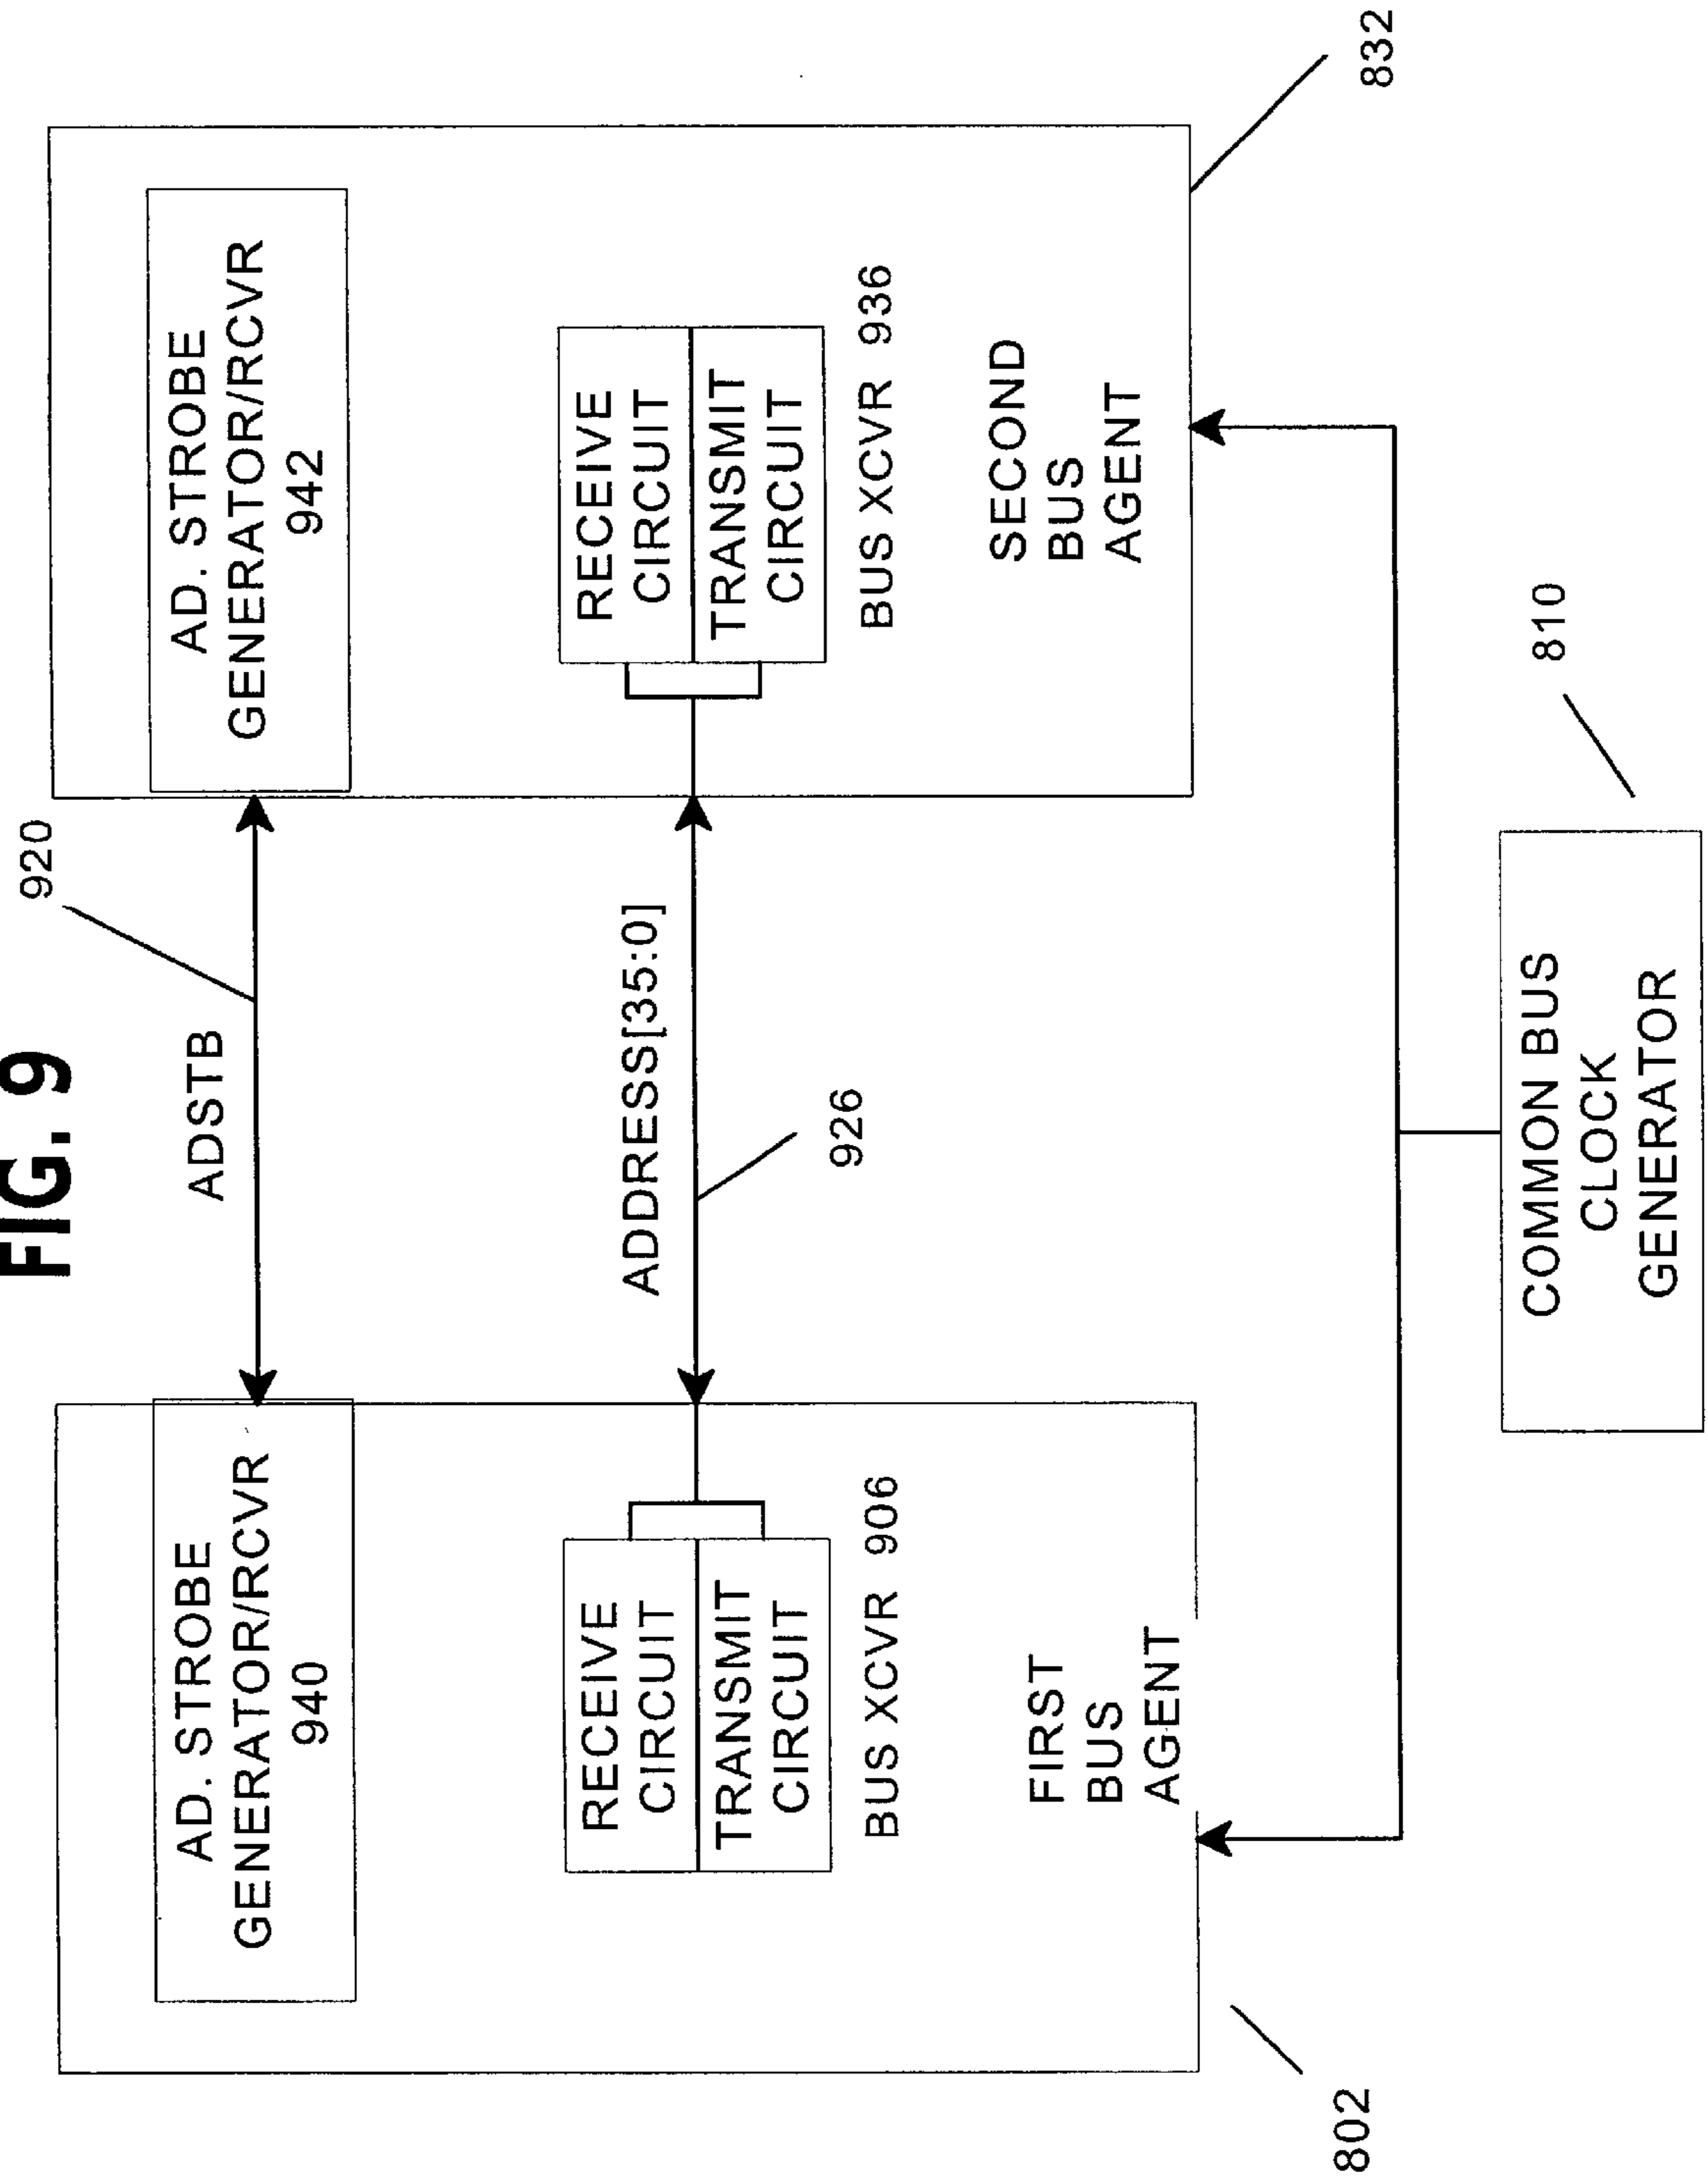 FIG. 9
AD. STROBE
GENERATOR/RCVR
940
RECEIVE
CIRCUIT
TRANSMIT
CIRCUIT
BUS XCVR 906
FIRST
BUS
AGENT
802
ADSTB
920
ADDRESS[35:0]
926
AD. STROBE
GENERATOR/RCVR
942
RECEIVE
CIRCUIT
TRANSMIT
CIRCUIT
BUS XCVR 936
SECOND
BUS
AGENT
832
COMMON BUS
CLOCK
GENERATOR
810